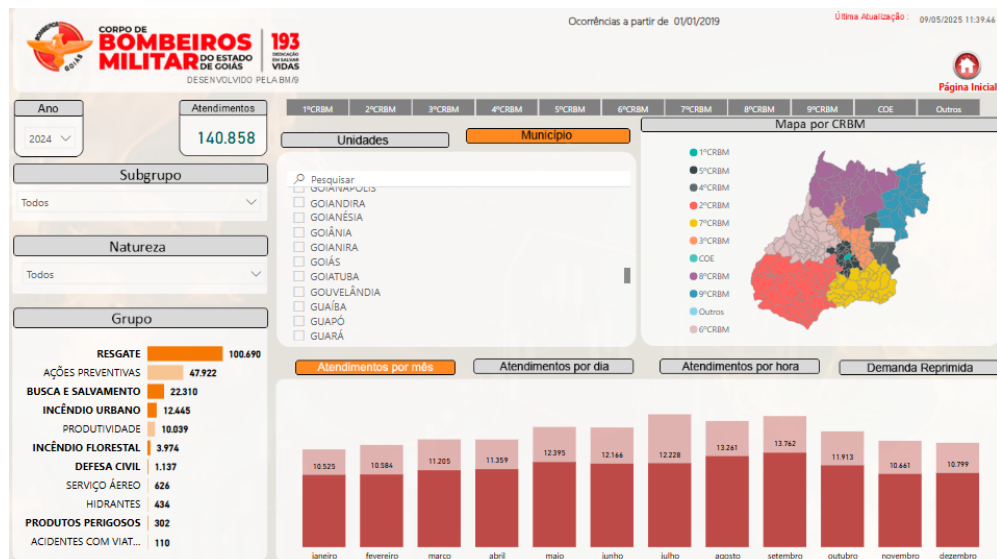 CORPO DE
BOMBEIROS
MILITAR DO ESTADO DE GOIÁS
193
DEDICAÇÃO
EM SALVAR
VIDAS
BOMBEIROS
GOIÁS
DESENVOLVIDO PELA BM/9
Ocorrências a partir de 01/01/2019
Última Atualização : 09/05/2025 11:39:46
Página Inicial
Ano
2024
Atendimentos
140.858
1ºCRBM 2ºCRBM 3ºCRBM 4ºCRBM 5ºCRBM 6ºCRBM 7ºCRBM 8ºCRBM 9ºCRBM COE Outros
Subgrupo
Todos
Natureza
Todos
Unidades
Município
Pesquisar
GOIANÁPOLIS
GOIANDIRA
GOIANÉSIA
GOIÂNIA
GOIANIRA
GOIÁS
GOIATUBA
GOUVELÂNDIA
GUAÍBA
GUAPÓ
GUARÁ
Mapa por CRBM
1ºCRBM
5ºCRBM
4ºCRBM
2ºCRBM
7ºCRBM
3ºCRBM
COE
8ºCRBM
9ºCRBM
Outros
6ºCRBM
Grupo
RESGATE 100.690
AÇÕES PREVENTIVAS 47.922
BUSCA E SALVAMENTO 22.310
INCÊNDIO URBANO 12.445
PRODUTIVIDADE 10.039
INCÊNDIO FLORESTAL 3.974
DEFESA CIVIL 1.137
SERVIÇO ÁEREO 626
HIDRANTES 434
PRODUTOS PERIGOSOS 302
ACIDENTES COM VIAT... 110
Atendimentos por mês
Atendimentos por dia
Atendimentos por hora
Demanda Reprimida
10.525 10.584 11.205 11.359 12.395 12.166 12.228 13.261 13.762 11.913 10.661 10.799
janeiro fevereiro março abril maio junho julho agosto setembro outubro novembro dezembro